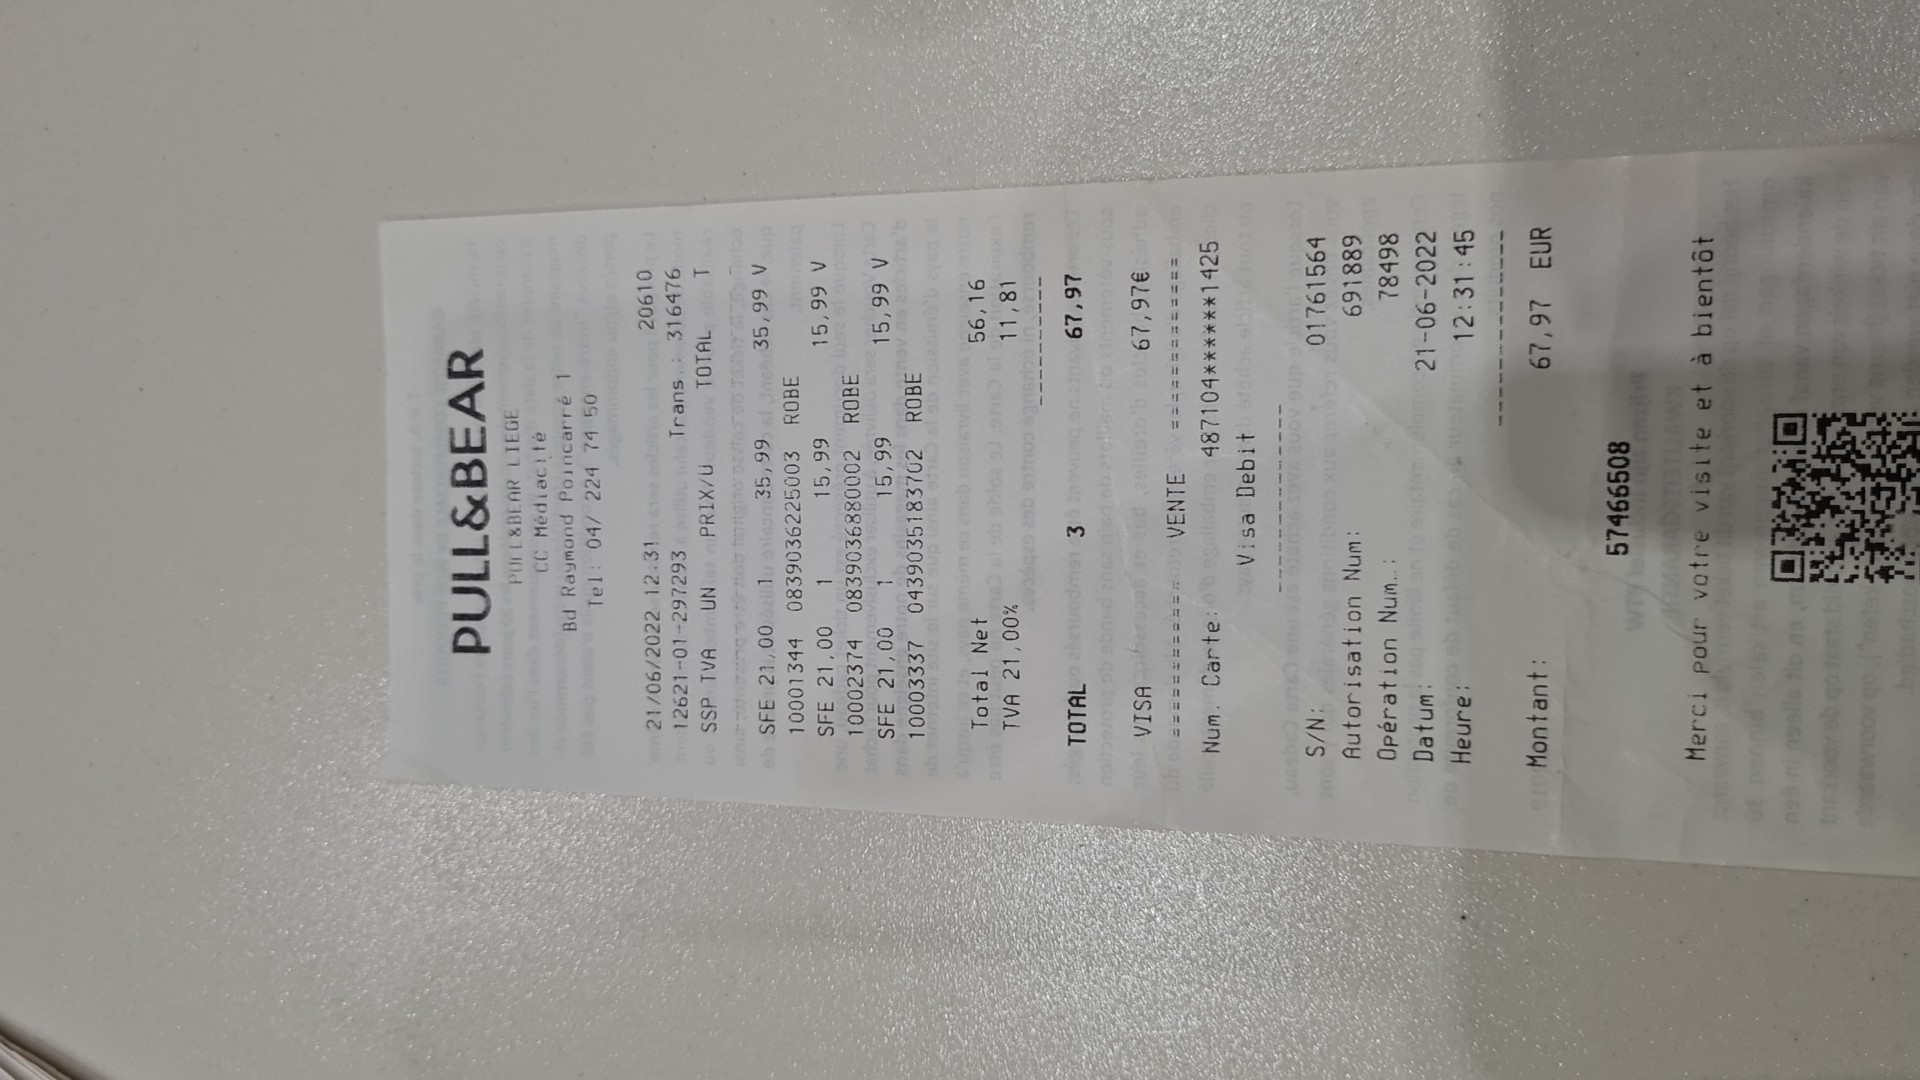 PULL&BEAR
PULL&BEAR LIEGE
CC Médiacité
Bd Raymond Poincarré 1
Tel: 04/ 224 74 50
21/06/2022 12:31 20610
12621-01-297293 Trans.: 316476
SSP TVA UN PRIX/U TOTAL T
SFE 21,00 1 35,99 35,99 V
10001344 0839036225003 ROBE
SFE 21,00 1 15,99 15,99 V
10002374 0839036880002 ROBE
SFE 21,00 1 15,99 15,99 V
10003337 0439035183702 ROBE
Total Net 56,16
TVA 21,00% 11,81
TOTAL 3 67,97
VISA 67,97€
============ VENTE ============
Num. Carte: 487104******1425
Visa Debit
S/N: 01761564
Autorisation Num: 691889
Opération Num.: 78498
Datum: 21-06-2022
Heure: 12:31:45
Montant: 67,97 EUR
57466508
Merci pour votre visite et à bientôt